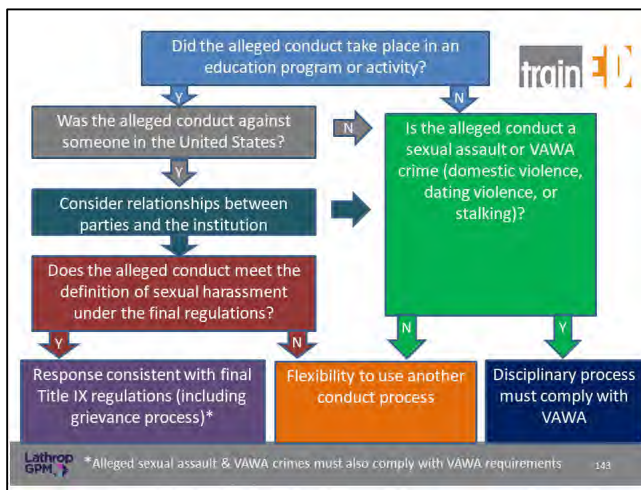 Did the alleged conduct take place in an
education program or activity?
train ED
Y
N
Was the alleged conduct against
someone in the United States?
N
Is the alleged conduct a
sexual assault or VAWA
crime (domestic violence,
dating violence, or
stalking)?
Y
Consider relationships between
parties and the institution
Does the alleged conduct meet the
definition of sexual harassment
under the final regulations?
Y
N
N
Y
Response consistent with final
Title IX regulations (including
grievance process)*
Flexibility to use another
conduct process
Disciplinary process
must comply with
VAWA
Lathrop
GPM
*Alleged sexual assault & VAWA crimes must also comply with VAWA requirements
143